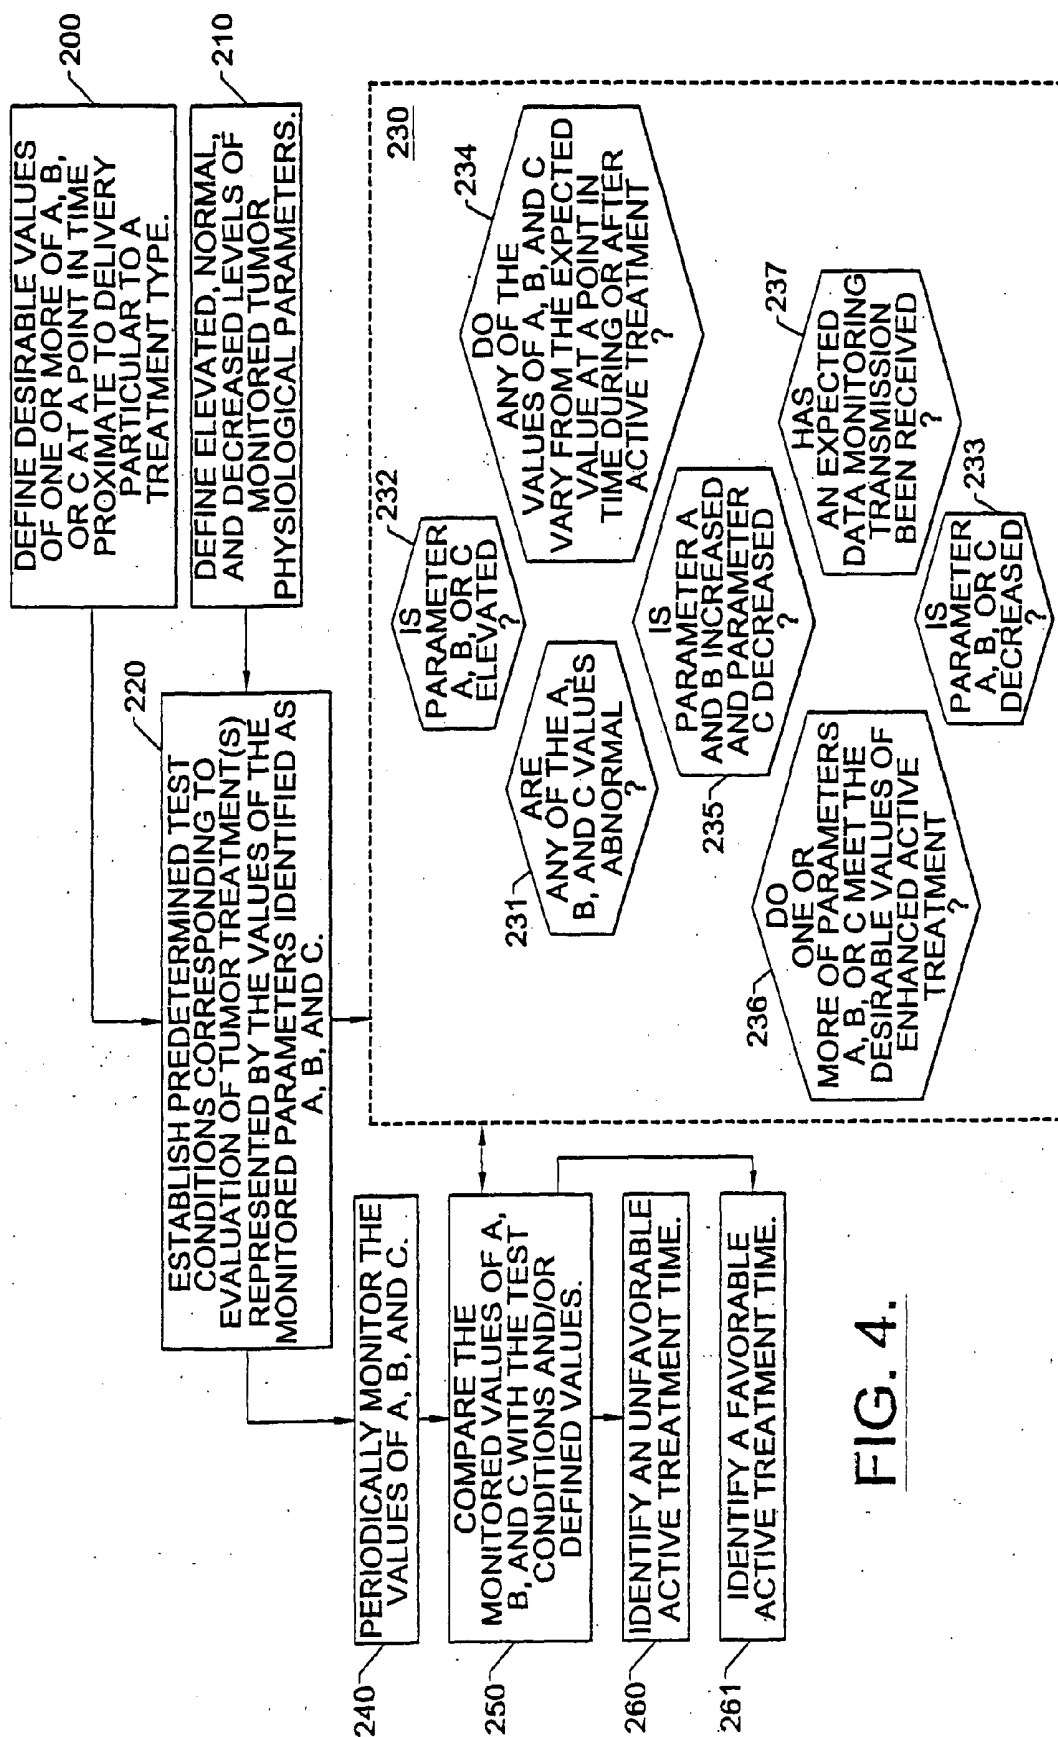 200
DEFINE DESIRABLE VALUES
OF ONE OR MORE OF A, B,
OR C AT A POINT IN TIME
PROXIMATE TO DELIVERY
PARTICULAR TO A
TREATMENT TYPE.
210
DEFINE ELEVATED, NORMAL,
AND DECREASED LEVELS OF
MONITORED TUMOR
PHYSIOLOGICAL PARAMETERS.
220
ESTABLISH PREDETERMINED TEST
CONDITIONS CORRESPONDING TO
EVALUATION OF TUMOR TREATMENT(S)
REPRESENTED BY THE VALUES OF THE
MONITORED PARAMETERS IDENTIFIED AS
A, B, AND C.
230
231
ARE
ANY OF THE A,
B, AND C VALUES
ABNORMAL
?
232
IS
PARAMETER
A, B, OR C
ELEVATED
?
234
DO
ANY OF THE
VALUES OF A, B, AND C
VARY FROM THE EXPECTED
VALUE AT A POINT IN
TIME DURING OR AFTER
ACTIVE TREATMENT
?
235
IS
PARAMETER A
AND B INCREASED
AND PARAMETER
C DECREASED
?
236
DO
ONE OR
MORE OF PARAMETERS
A, B, OR C MEET THE
DESIRABLE VALUES OF
ENHANCED ACTIVE
TREATMENT
?
237
HAS
AN EXPECTED
DATA MONITORING
TRANSMISSION
BEEN RECEIVED
?
233
IS
PARAMETER
A, B, OR C
DECREASED
?
240
PERIODICALLY MONITOR THE
VALUES OF A, B, AND C.
250
COMPARE THE
MONITORED VALUES OF A,
B, AND C WITH THE TEST
CONDITIONS AND/OR
DEFINED VALUES.
260
IDENTIFY AN UNFAVORABLE
ACTIVE TREATMENT TIME.
261
IDENTIFY A FAVORABLE
ACTIVE TREATMENT TIME.
FIG. 4.